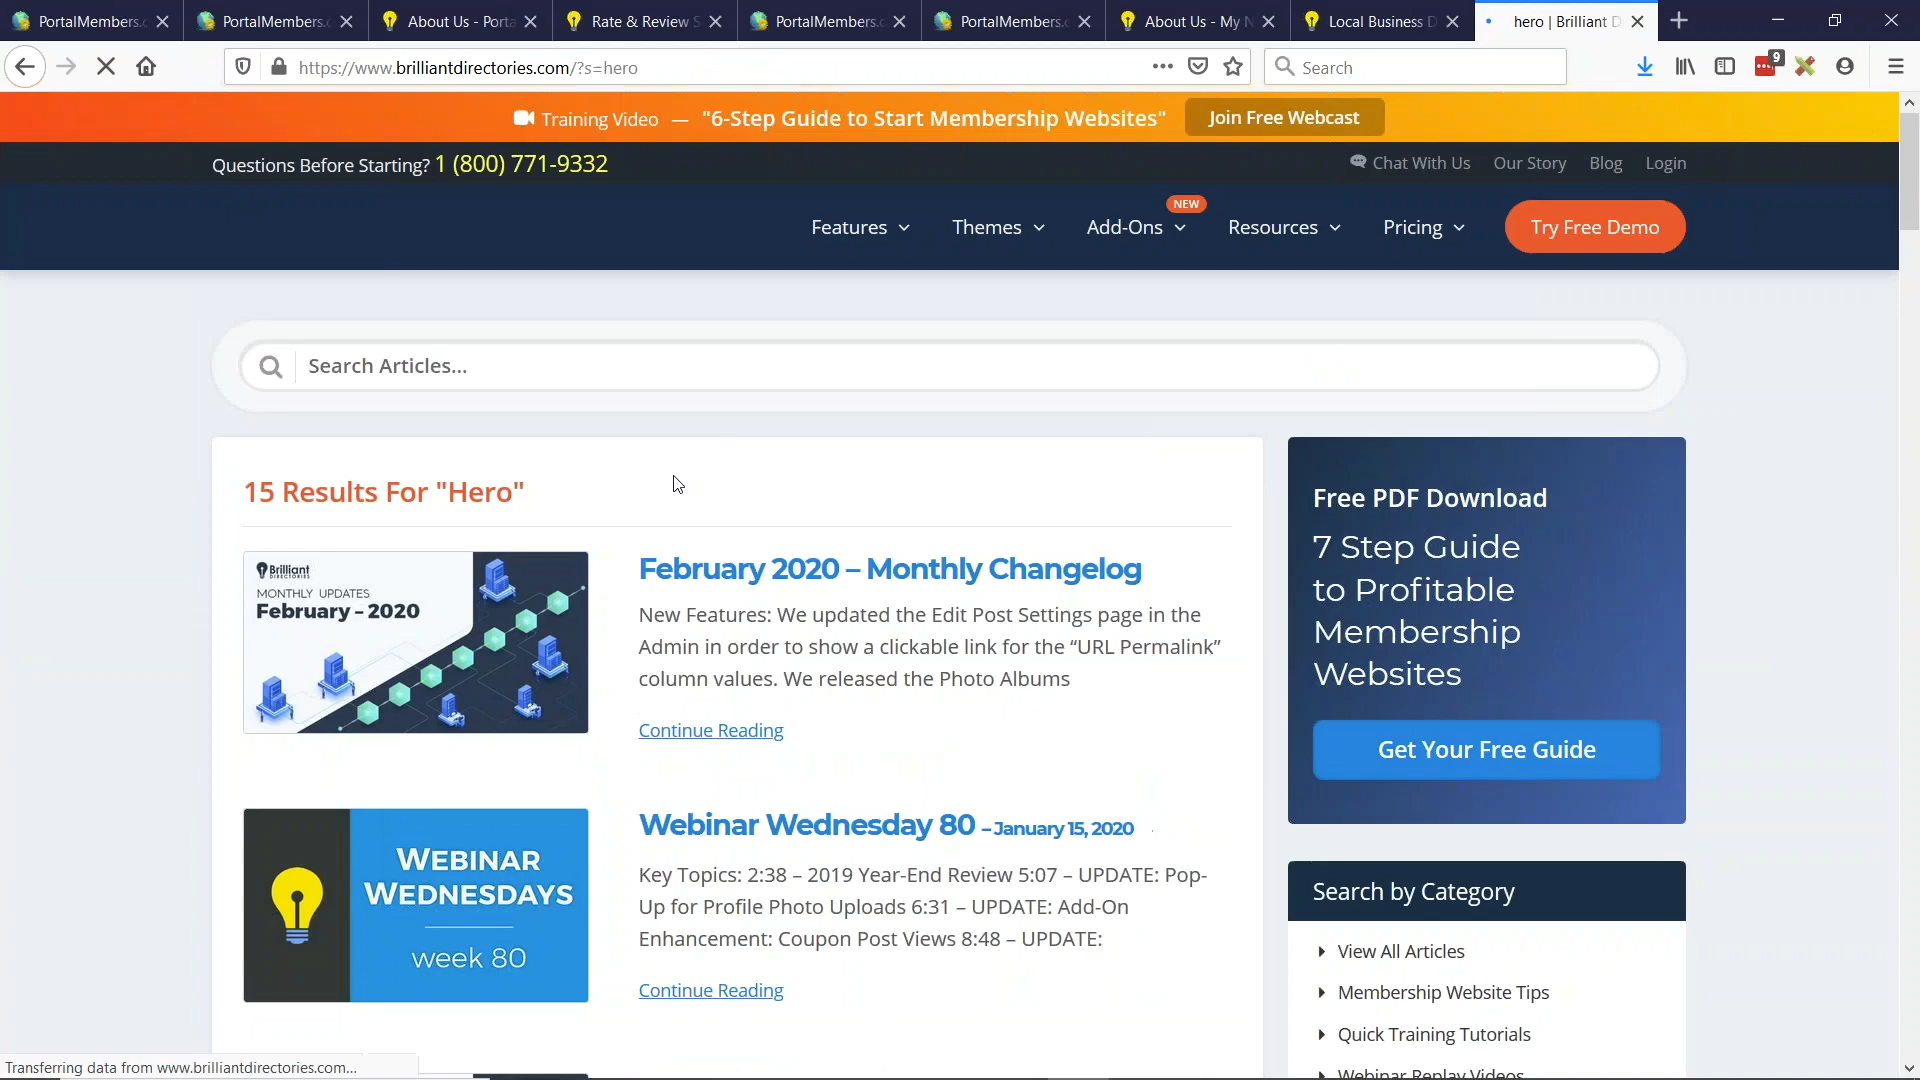 PortalMembers.c
PortalMembers.c
About Us - Porta
Rate & Review S
PortalMembers.c
PortalMembers.c
About Us - My N
Local Business D
hero | Brilliant D
https://www.brilliantdirectories.com/?s=hero
Search
9
Training Video — "6-Step Guide to Start Membership Websites"
Join Free Webcast
Questions Before Starting? 1 (800) 771-9332
Chat With Us
Our Story
Blog
Login
Features
Themes
Add-Ons
NEW
Resources
Pricing
Try Free Demo
Search Articles...
15 Results For "Hero"
Brilliant
DIRECTORIES
MONTHLY UPDATES
February - 2020
February 2020 – Monthly Changelog
New Features: We updated the Edit Post Settings page in the
Admin in order to show a clickable link for the “URL Permalink”
column values. We released the Photo Albums
Continue Reading
WEBINAR
WEDNESDAYS
week 80
Webinar Wednesday 80 – January 15, 2020
Key Topics: 2:38 – 2019 Year-End Review 5:07 – UPDATE: Pop-
Up for Profile Photo Uploads 6:31 – UPDATE: Add-On
Enhancement: Coupon Post Views 8:48 – UPDATE:
Continue Reading
Free PDF Download
7 Step Guide
to Profitable
Membership
Websites
Get Your Free Guide
Search by Category
View All Articles
Membership Website Tips
Quick Training Tutorials
Webinar Replay Videos
Transferring data from www.brilliantdirectories.com...